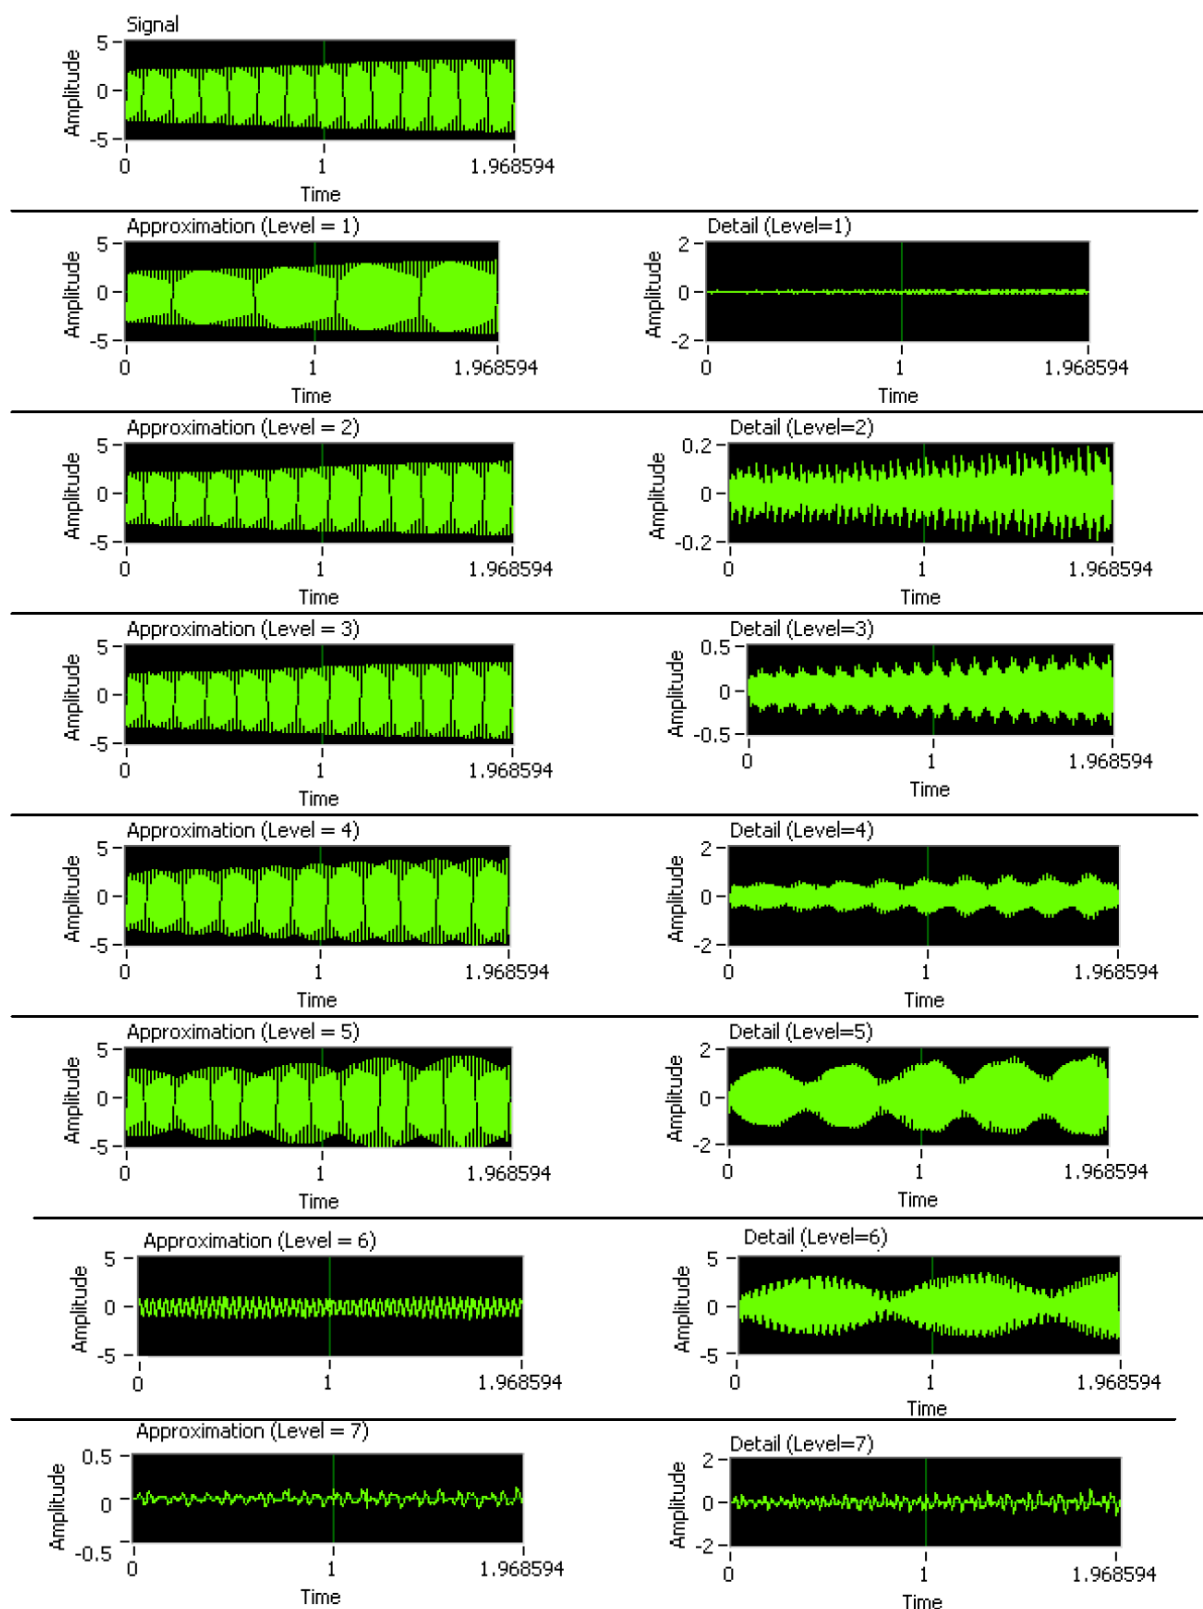 Signal
Amplitude
5
0
-5
0 1 1.968594
Time
Approximation (Level = 1)
Amplitude
5
0
-5
0 1 1.968594
Time
Detail (Level=1)
Amplitude
2
0
-2
0 1 1.968594
Time
Approximation (Level = 2)
Amplitude
5
0
-5
0 1 1.968594
Time
Detail (Level=2)
Amplitude
0.2
0
-0.2
0 1 1.968594
Time
Approximation (Level = 3)
Amplitude
5
0
-5
0 1 1.968594
Time
Detail (Level=3)
Amplitude
0.5
0
-0.5
0 1 1.968594
Time
Approximation (Level = 4)
Amplitude
5
0
-5
0 1 1.968594
Time
Detail (Level=4)
Amplitude
2
0
-2
0 1 1.968594
Time
Approximation (Level = 5)
Amplitude
5
0
-5
0 1 1.968594
Time
Detail (Level=5)
Amplitude
2
0
-2
0 1 1.968594
Time
Approximation (Level = 6)
Amplitude
5
0
-5
0 1 1.968594
Time
Detail (Level=6)
Amplitude
5
0
-5
0 1 1.968594
Time
Approximation (Level = 7)
Amplitude
0.5
0
-0.5
0 1 1.968594
Time
Detail (Level=7)
Amplitude
2
0
-2
0 1 1.968594
Time